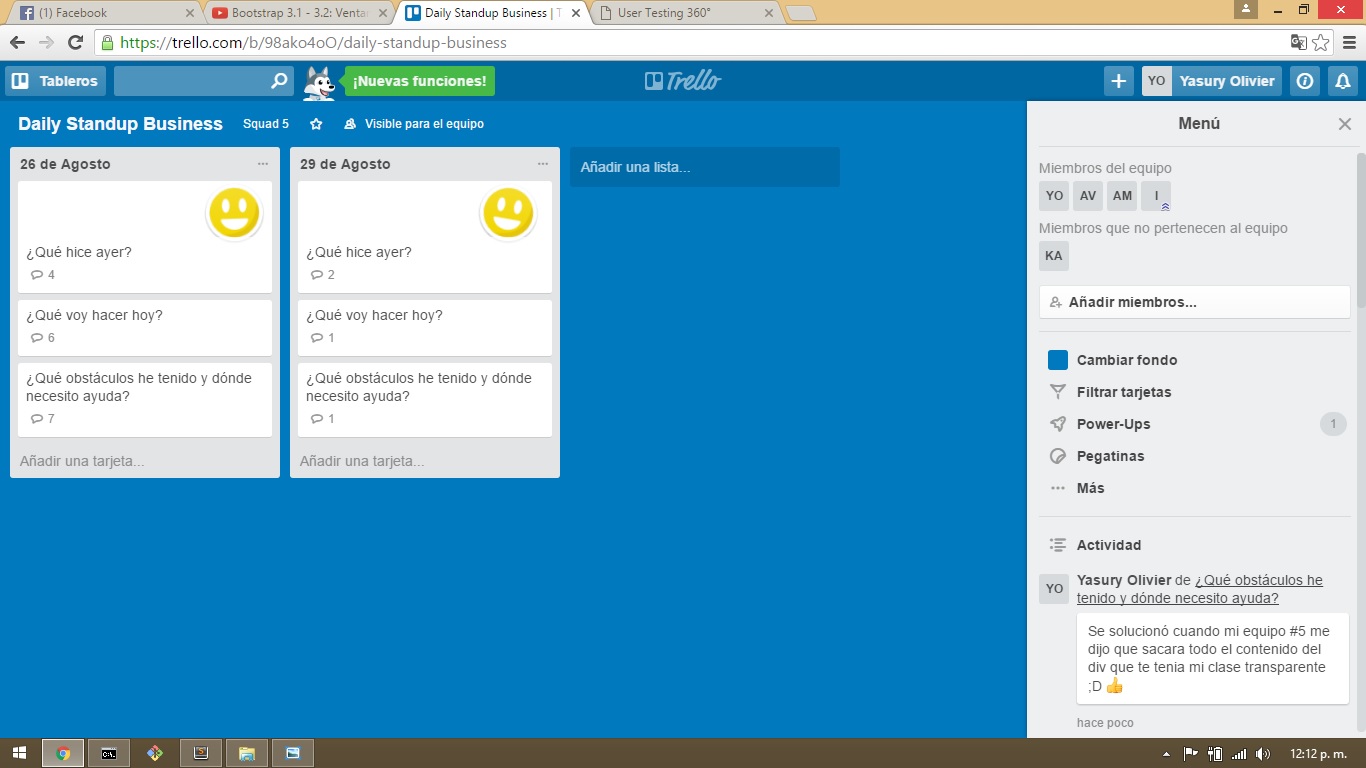 (1) Facebook
Bootstrap 3.1 - 3.2: Venta
Daily Standup Business | T
User Testing 360°
https://trello.com/b/98ako4oO/daily-standup-business
Tableros
¡Nuevas funciones!
Trello
YO
Yasury Olivier
Daily Standup Business
Squad 5
Visible para el equipo
26 de Agosto
¿Qué hice ayer?
4
¿Qué voy hacer hoy?
6
¿Qué obstáculos he tenido y dónde
necesito ayuda?
7
Añadir una tarjeta...
29 de Agosto
¿Qué hice ayer?
2
¿Qué voy hacer hoy?
1
¿Qué obstáculos he tenido y dónde
necesito ayuda?
1
Añadir una tarjeta...
Añadir una lista...
Menú
Miembros del equipo
YO AV AM I
Miembros que no pertenecen al equipo
KA
Añadir miembros...
Cambiar fondo
Filtrar tarjetas
Power-Ups
1
Pegatinas
Más
Actividad
YO
Yasury Olivier de ¿Qué obstáculos he
tenido y dónde necesito ayuda?
Se solucionó cuando mi equipo #5 me
dijo que sacara todo el contenido del
div que te tenia mi clase transparente
;D 👍
hace poco
12:12 p. m.